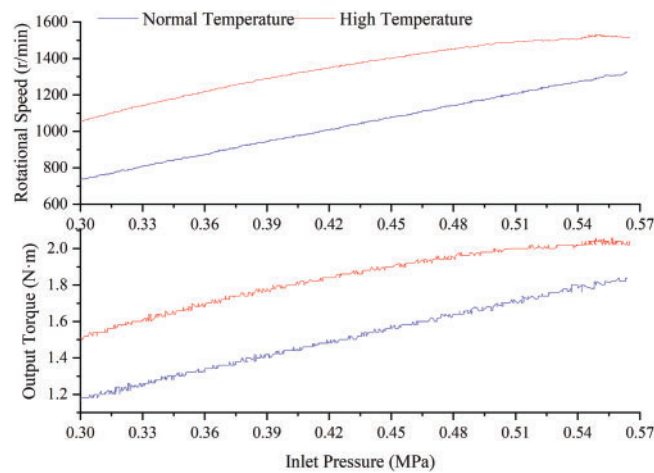 Normal Temperature High Temperature
1600
1400
1200
1000
800
600
Rotational Speed (r/min)
0.30 0.33 0.36 0.39 0.42 0.45 0.48 0.51 0.54 0.57
2.0
1.8
1.6
1.4
1.2
Output Torque (N·m)
0.30 0.33 0.36 0.39 0.42 0.45 0.48 0.51 0.54 0.57
Inlet Pressure (MPa)